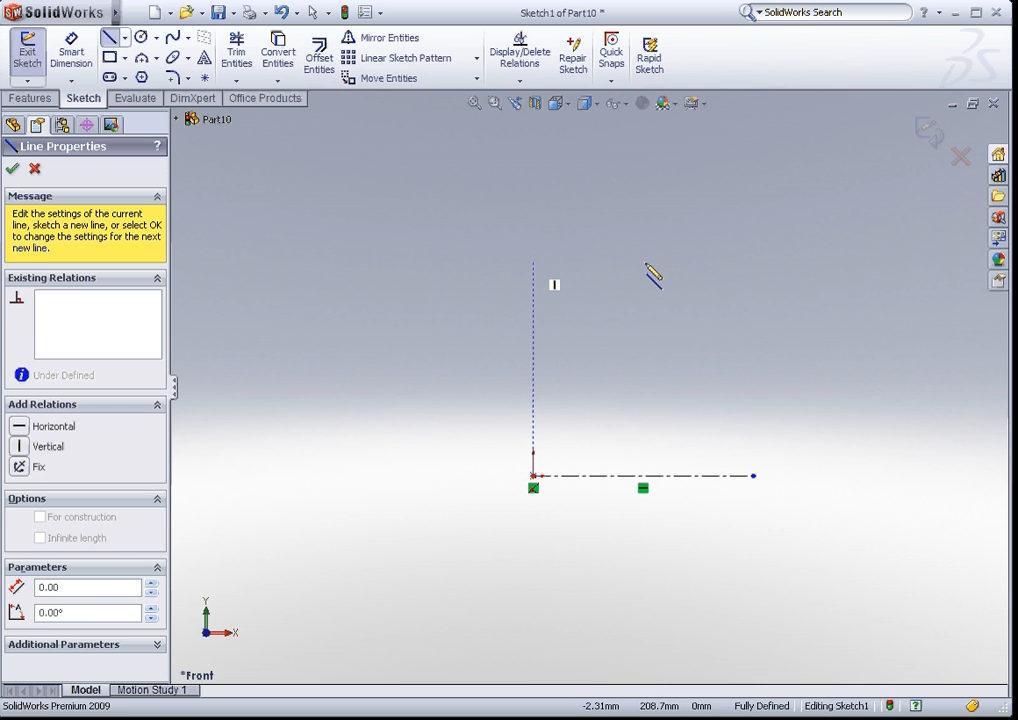 SolidWorks
Sketch1 of Part10 *
SolidWorks Search
?
Exit Sketch
Smart Dimension
Trim Entities
Convert Entities
Offset Entities
Mirror Entities
Linear Sketch Pattern
Move Entities
Display/Delete Relations
Repair Sketch
Quick Snaps
Rapid Sketch
Features
Sketch
Evaluate
DimXpert
Office Products
Part10
Line Properties
?
Message
Edit the settings of the current
line, sketch a new line, or select OK
to change the settings for the next
new line.
Existing Relations
Under Defined
Add Relations
Horizontal
Vertical
Fix
Options
For construction
Infinite length
Parameters
0.00
0.00°
Additional Parameters
Y
X
*Front
Model
Motion Study 1
SolidWorks Premium 2009
-2.31mm
208.7mm
0mm
Fully Defined
Editing Sketch1
?